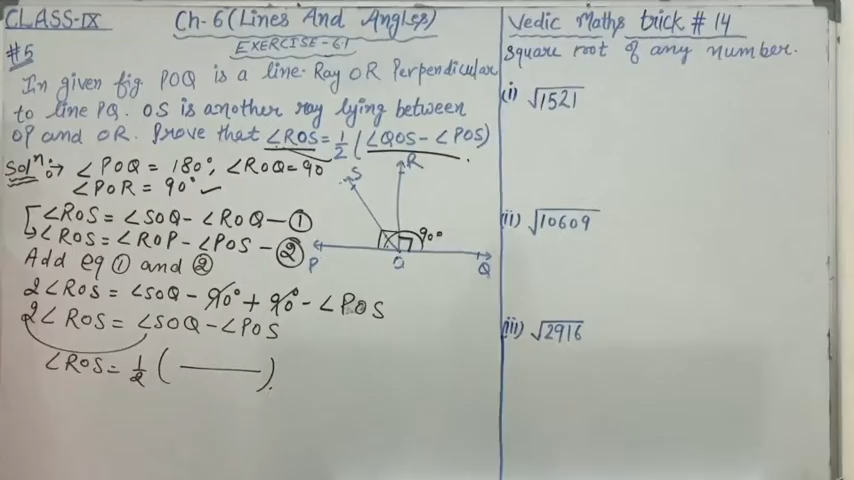 CLASS-IX
Ch-6 (Lines And Angles)
EXERCISE-6.1
#5
In given fig. POQ is a line. Ray OR Perpendicular
to line PQ. OS is another ray lying between
OP and OR. Prove that ∠ROS = 1/2 (∠QOS - ∠POS)
Solⁿ:→ ∠POQ = 180°, ∠ROQ = 90
∠POR = 90°
∠ROS = ∠SOQ - ∠ROQ — ①
∠ROS = ∠ROP - ∠POS - ②
Add eq ① and ②
2∠ROS = ∠SOQ - 90° + 90° - ∠POS
2∠ROS = ∠SOQ - ∠POS
∠ROS = 1/2 ( ——— ).
S
R
90°
P
O
Q
Vedic Maths trick # 14
square root of any number.
(i) √1521
(ii) √10609
(iii) √2916